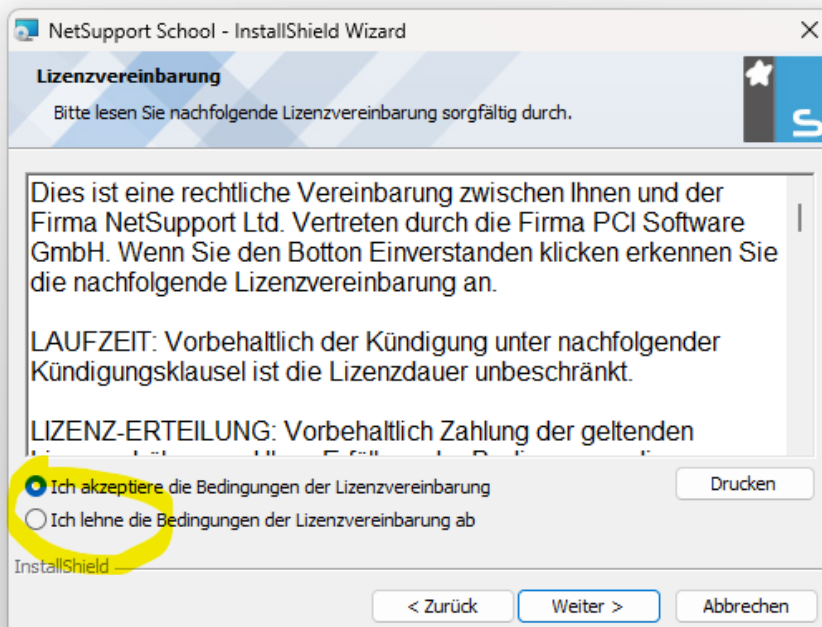 NetSupport School - InstallShield Wizard
Lizenzvereinbarung
Bitte lesen Sie nachfolgende Lizenzvereinbarung sorgfältig durch.
S
Dies ist eine rechtliche Vereinbarung zwischen Ihnen und der
Firma NetSupport Ltd. Vertreten durch die Firma PCI Software
GmbH. Wenn Sie den Botton Einverstanden klicken erkennen Sie
die nachfolgende Lizenzvereinbarung an.
LAUFZEIT: Vorbehaltlich der Kündigung unter nachfolgender
Kündigungsklausel ist die Lizenzdauer unbeschränkt.
LIZENZ-ERTEILUNG: Vorbehaltlich Zahlung der geltenden
Ich akzeptiere die Bedingungen der Lizenzvereinbarung
Drucken
Ich lehne die Bedingungen der Lizenzvereinbarung ab
InstallShield
< Zurück
Weiter >
Abbrechen